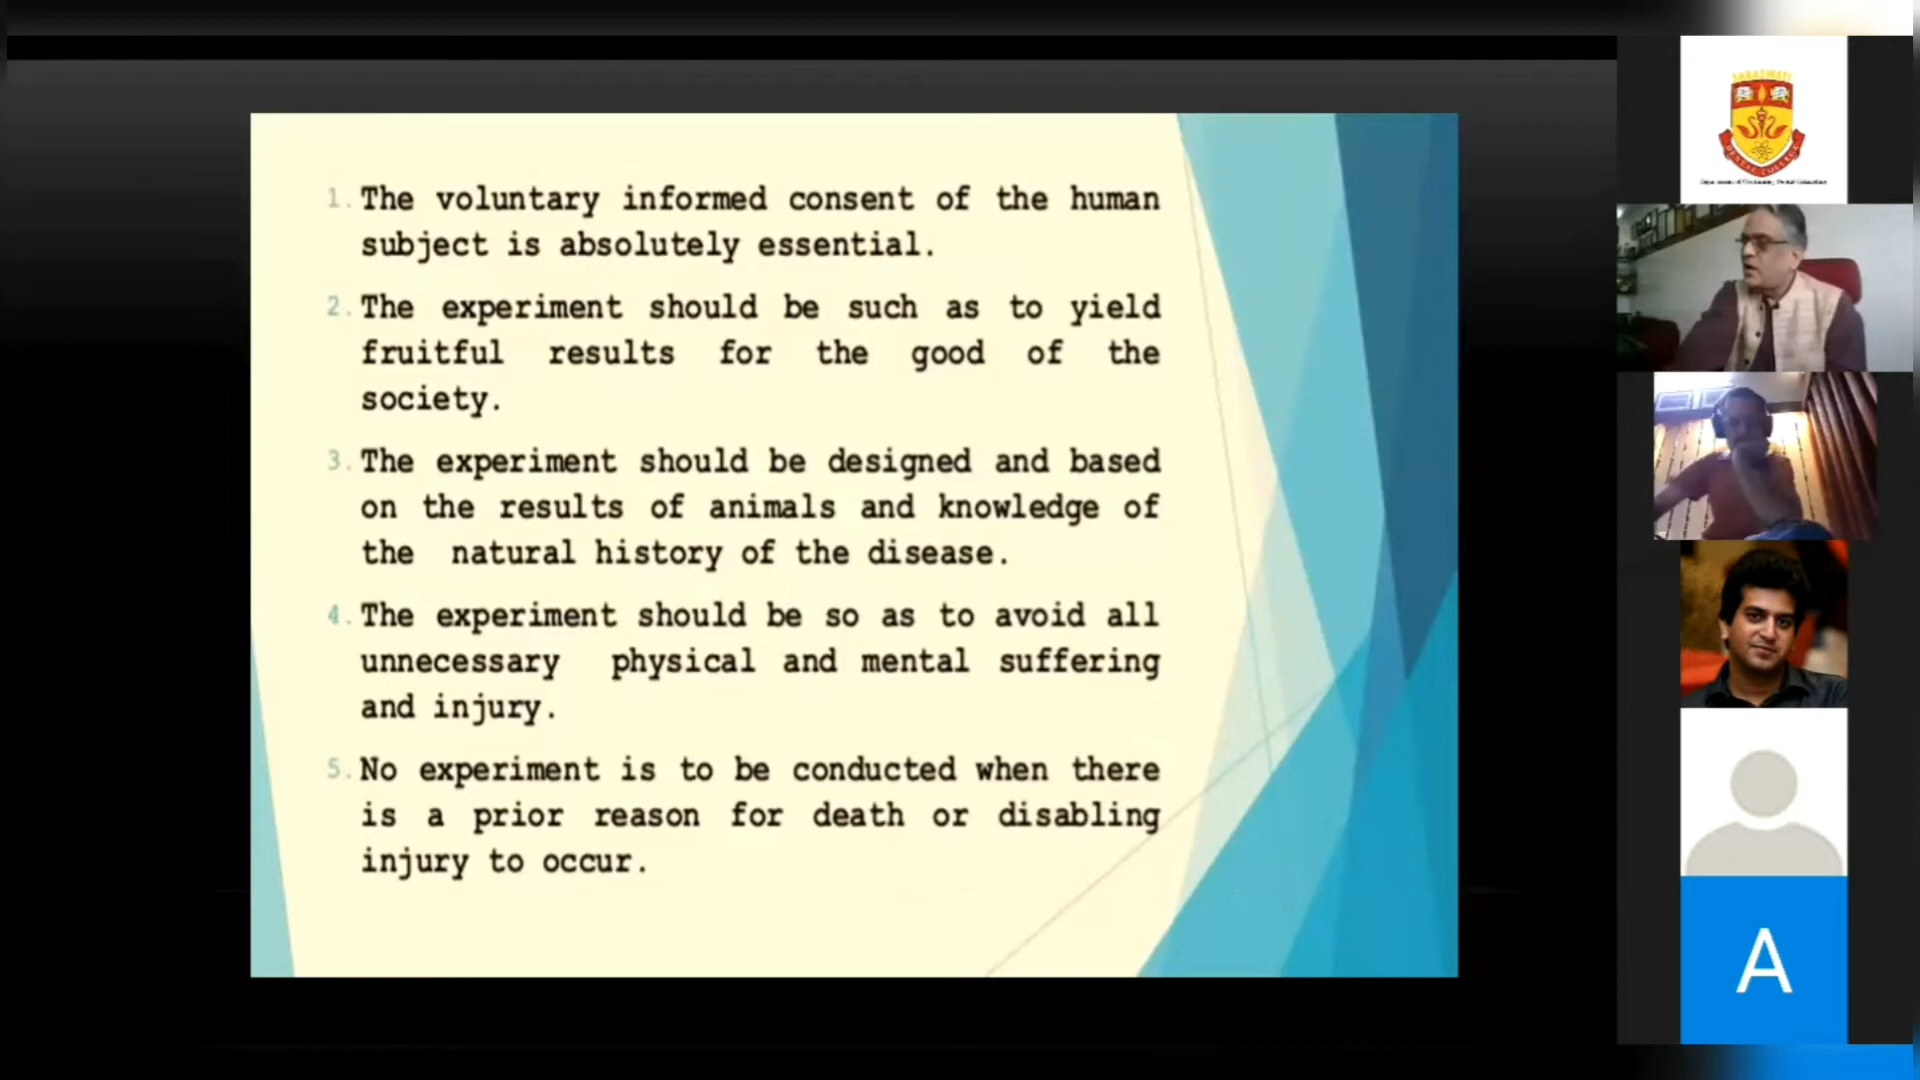 1. The voluntary informed consent of the human
subject is absolutely essential.
2. The experiment should be such as to yield
fruitful results for the good of the
society.
3. The experiment should be designed and based
on the results of animals and knowledge of
the natural history of the disease.
4. The experiment should be so as to avoid all
unnecessary physical and mental suffering
and injury.
5. No experiment is to be conducted when there
is a prior reason for death or disabling
injury to occur.
SARASWATI
DENTAL COLLEGE
A